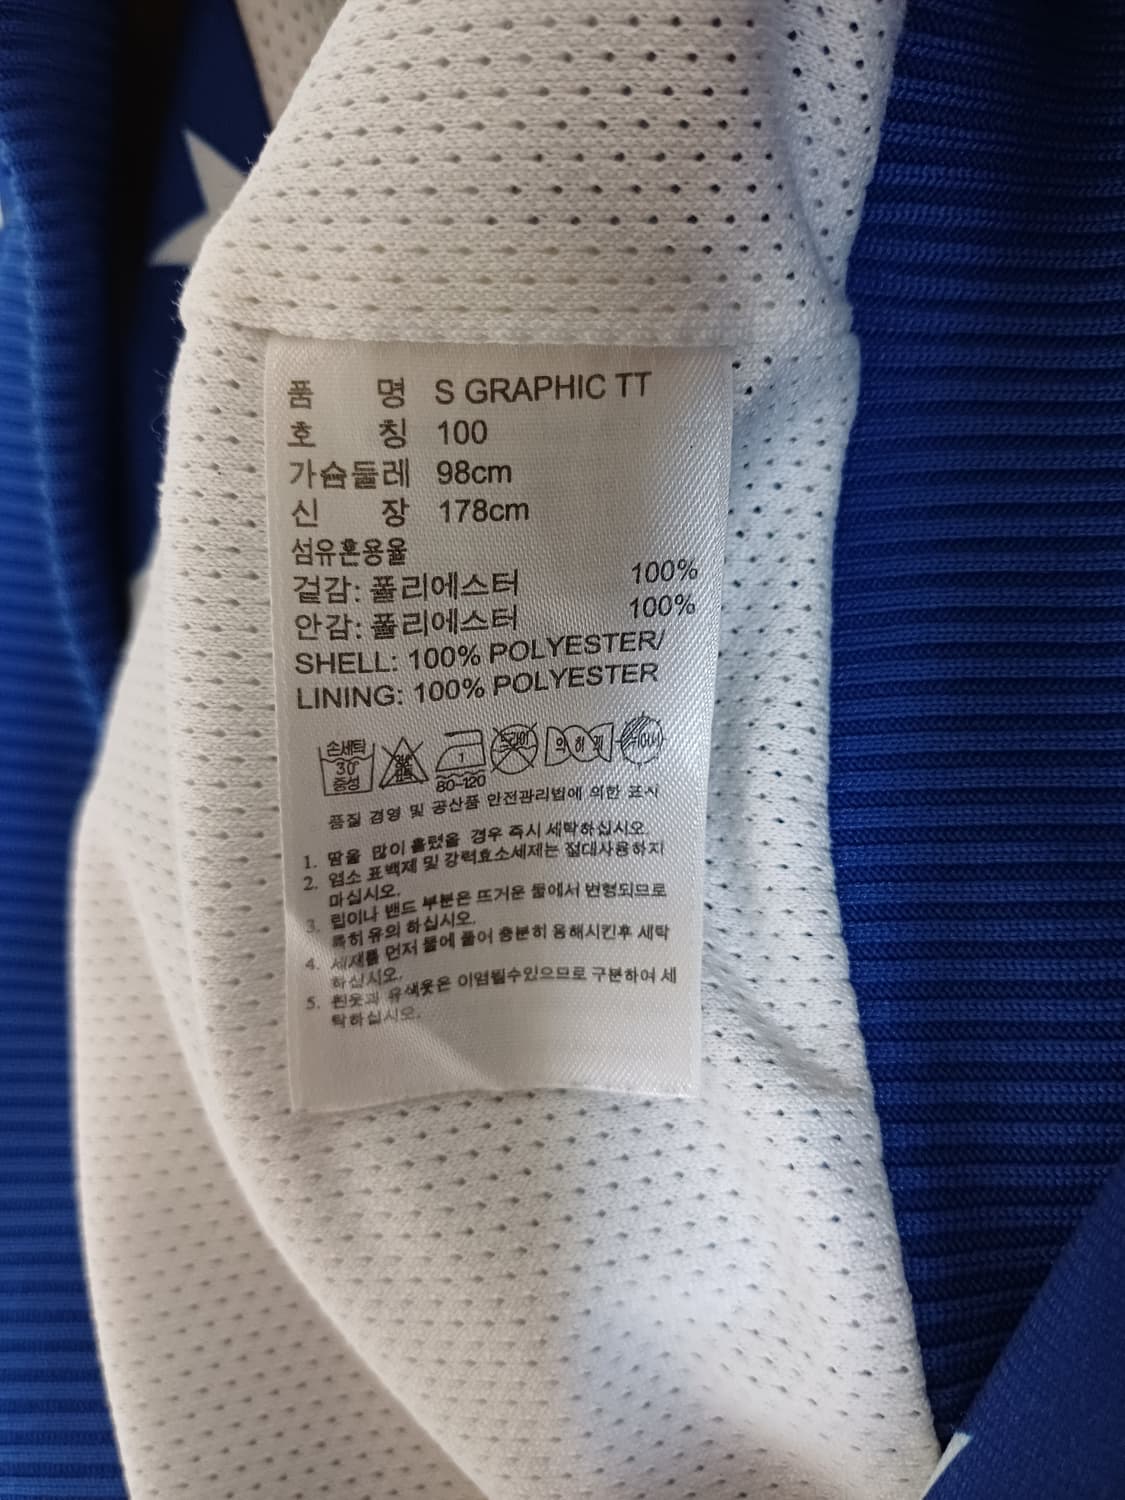 품 명 S GRAPHIC TT
호 칭 100
가슴둘레 98cm
신 장 178cm
섬유혼용율
겉감: 폴리에스터 100%
안감: 폴리에스터 100%
SHELL: 100% POLYESTER/
LINING: 100% POLYESTER
손세탁
30°
중성
80-120
드라이
옷걸이
품질 경영 및 공산품 안전관리법에 의한 표시
1. 땀을 많이 흘렸을 경우 즉시 세탁하십시오.
2. 염소 표백제 및 강력효소세제는 절대사용하지
마십시오.
3. 립이나 밴드 부분은 뜨거운 물에서 변형되므로
특히 유의 하십시오.
4. 세재를 먼저 물에 풀어 충분히 용해시킨후 세탁
하십시오.
5. 흰옷과 유색옷은 이염될수있으므로 구분하여 세
탁하십시오.